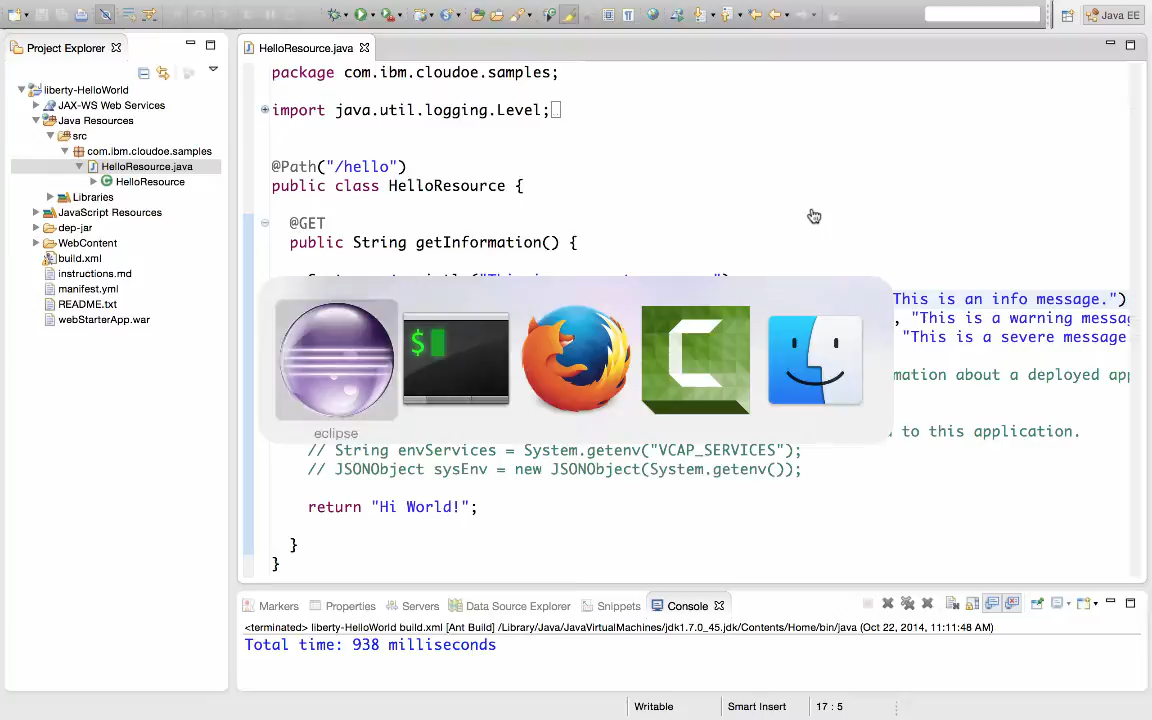 Java EE
Project Explorer
HelloResource.java
liberty-HelloWorld
JAX-WS Web Services
Java Resources
src
com.ibm.cloudoe.samples
HelloResource.java
HelloResource
Libraries
JavaScript Resources
dep-jar
WebContent
build.xml
instructions.md
manifest.yml
README.txt
webStarterApp.war
package com.ibm.cloudoe.samples;
import java.util.logging.Level;
@Path("/hello")
public class HelloResource {
@GET
public String getInformation() {
This is an info message.")
, "This is a warning messag
"This is a severe message
mation about a deployed app
to this application.
// String envServices = System.getenv("VCAP_SERVICES");
// JSONObject sysEnv = new JSONObject(System.getenv());
return "Hi World!";
}
}
$
eclipse
Markers
Properties
Servers
Data Source Explorer
Snippets
Console
<terminated> liberty-HelloWorld build.xml [Ant Build] /Library/Java/JavaVirtualMachines/jdk1.7.0_45.jdk/Contents/Home/bin/java (Oct 22, 2014, 11:11:48 AM)
Total time: 938 milliseconds
Writable
Smart Insert
17 : 5